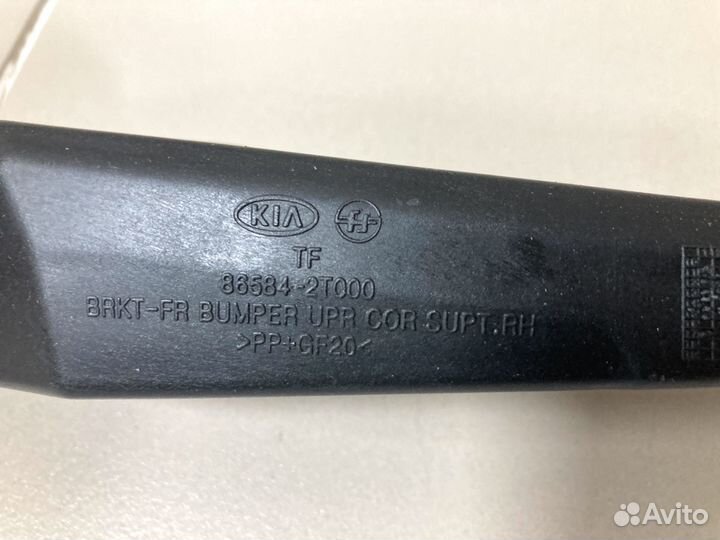 KIA
TF
86584-2T000
BRKT-FR BUMPER UPR COR SUPT.RH
>PP+GF20<
Avito